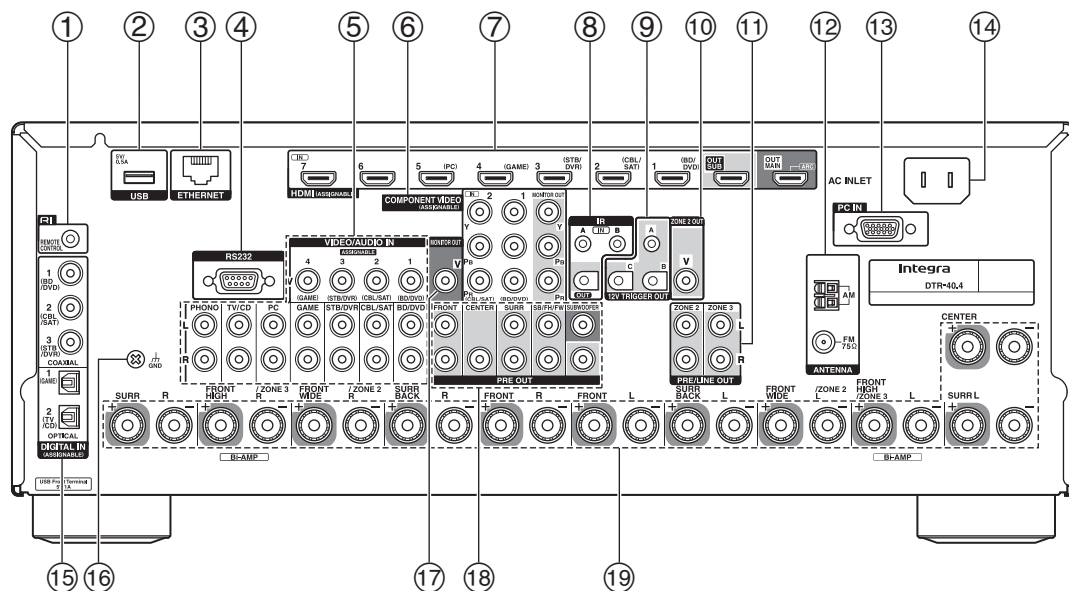 ① ② ③ ④ ⑤ ⑥ ⑦ ⑧ ⑨ ⑩ ⑪ ⑫ ⑬ ⑭
5V/
0.5A
USB
ETHERNET
IN
7 6 5 (PC) 4 (GAME) 3 (STB/DVR) 2 (CBL/SAT) 1 (BD/DVD)
HDMI (ASSIGNABLE)
OUT
SUB
OUT
MAIN
ARC
AC INLET
PC IN
RI
REMOTE
CONTROL
RS232
VIDEO/AUDIO IN
ASSIGNABLE
4 3 2 1
V
(GAME) (STB/DVR) (CBL/SAT) (BD/DVD)
MONITOR OUT
V
COMPONENT VIDEO
(ASSIGNABLE)
IN
2 1 MONITOR OUT
Y Y
PB PB
PR PR
(CBL/SAT) (BD/DVD)
IR
A IN B
OUT
A
C B
12V TRIGGER OUT
ZONE 2 OUT
V
Integra
DTR-40.4
AM
FM
75Ω
ANTENNA
1
(BD
/DVD)
2
(CBL
/SAT)
3
(STB
/DVR)
COAXIAL
1
(GAME)
2
(TV
/CD)
OPTICAL
DIGITAL IN
(ASSIGNABLE)
USB Front Terminal
5V 1A
GND
PHONO TV/CD PC GAME STB/DVR CBL/SAT BD/DVD
L
R
FRONT CENTER SURR SB/FH/FW SUBWOOFER
PRE OUT
ZONE 2 ZONE 3
L
R
PRE/LINE OUT
CENTER
+ −
SURR R
FRONT HIGH /ZONE 3 R
FRONT WIDE /ZONE 2 R
SURR BACK R
FRONT R
FRONT L
SURR BACK L
FRONT WIDE /ZONE 2 L
FRONT HIGH /ZONE 3 L
SURR L
+ − + − + − + − + − + − + − + − + − + −
Bi-AMP
Bi-AMP
⑮ ⑯ ⑰ ⑱ ⑲